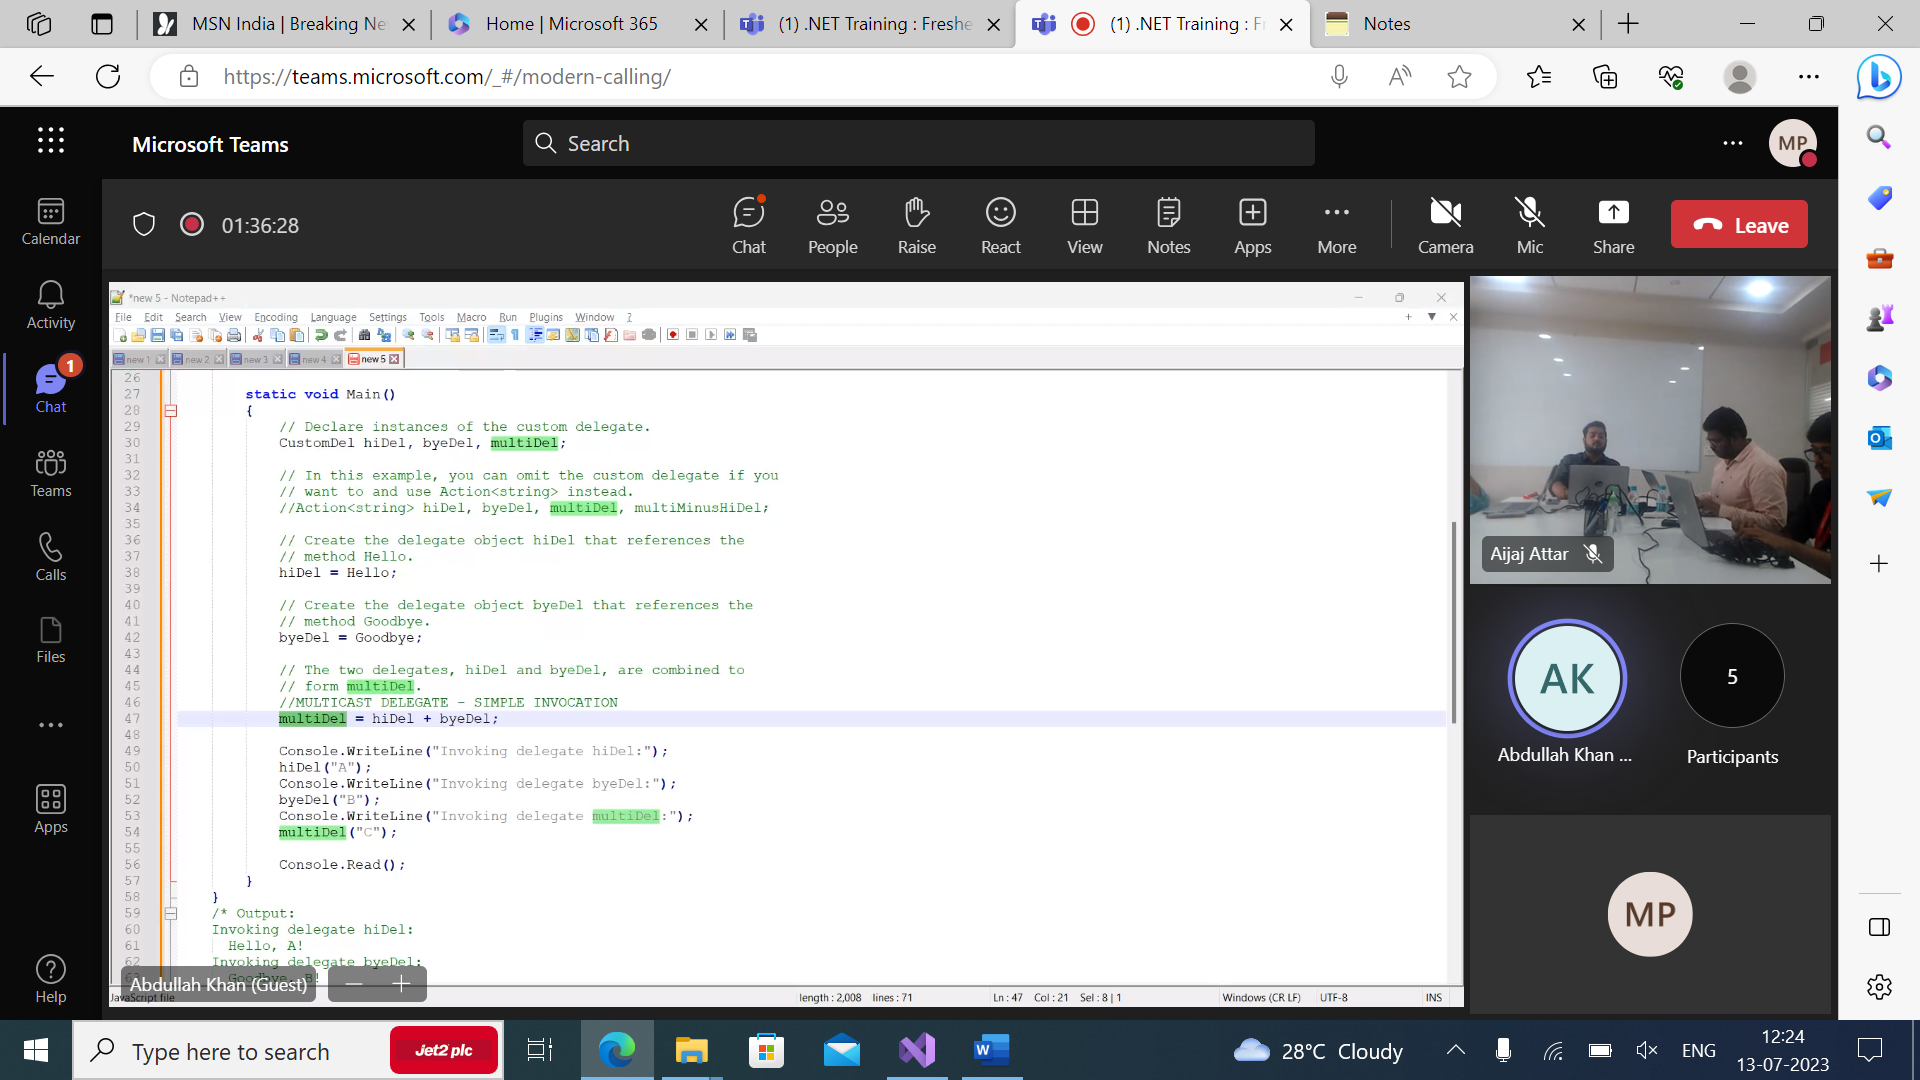 MSN India | Breaking Ne
Home | Microsoft 365
(1) .NET Training : Freshe
(1) .NET Training : Fr
Notes
https://teams.microsoft.com/_#/modern-calling/
Microsoft Teams
Search
MP
01:36:28
Chat
People
Raise
React
View
Notes
Apps
More
Camera
Mic
Share
Leave
Calendar
Activity
1
Chat
Teams
Calls
Files
Apps
Help
*new 5 - Notepad++
File Edit Search View Encoding Language Settings Tools Macro Run Plugins Window ?
new 1 new 2 new 3 new 4 new 5
26
27 static void Main()
28 {
29 // Declare instances of the custom delegate.
30 CustomDel hiDel, byeDel, multiDel;
31
32 // In this example, you can omit the custom delegate if you
33 // want to and use Action<string> instead.
34 //Action<string> hiDel, byeDel, multiDel, multiMinusHiDel;
35
36 // Create the delegate object hiDel that references the
37 // method Hello.
38 hiDel = Hello;
39
40 // Create the delegate object byeDel that references the
41 // method Goodbye.
42 byeDel = Goodbye;
43
44 // The two delegates, hiDel and byeDel, are combined to
45 // form multiDel.
46 //MULTICAST DELEGATE - SIMPLE INVOCATION
47 multiDel = hiDel + byeDel;
48
49 Console.WriteLine("Invoking delegate hiDel:");
50 hiDel("A");
51 Console.WriteLine("Invoking delegate byeDel:");
52 byeDel("B");
53 Console.WriteLine("Invoking delegate multiDel:");
54 multiDel("C");
55
56 Console.Read();
57 }
58 }
59 /* Output:
60 Invoking delegate hiDel:
61 Hello, A!
62 Invoking delegate byeDel:
63 Goodbye, B!
Abdullah Khan (Guest)
JavaScript file
length : 2,008 lines : 71
Ln : 47 Col : 21 Sel : 8 | 1
Windows (CR LF)
UTF-8
INS
Aijaj Attar
AK
Abdullah Khan ...
5
Participants
MP
Type here to search
Jet2 plc
28°C Cloudy
ENG
12:24
13-07-2023